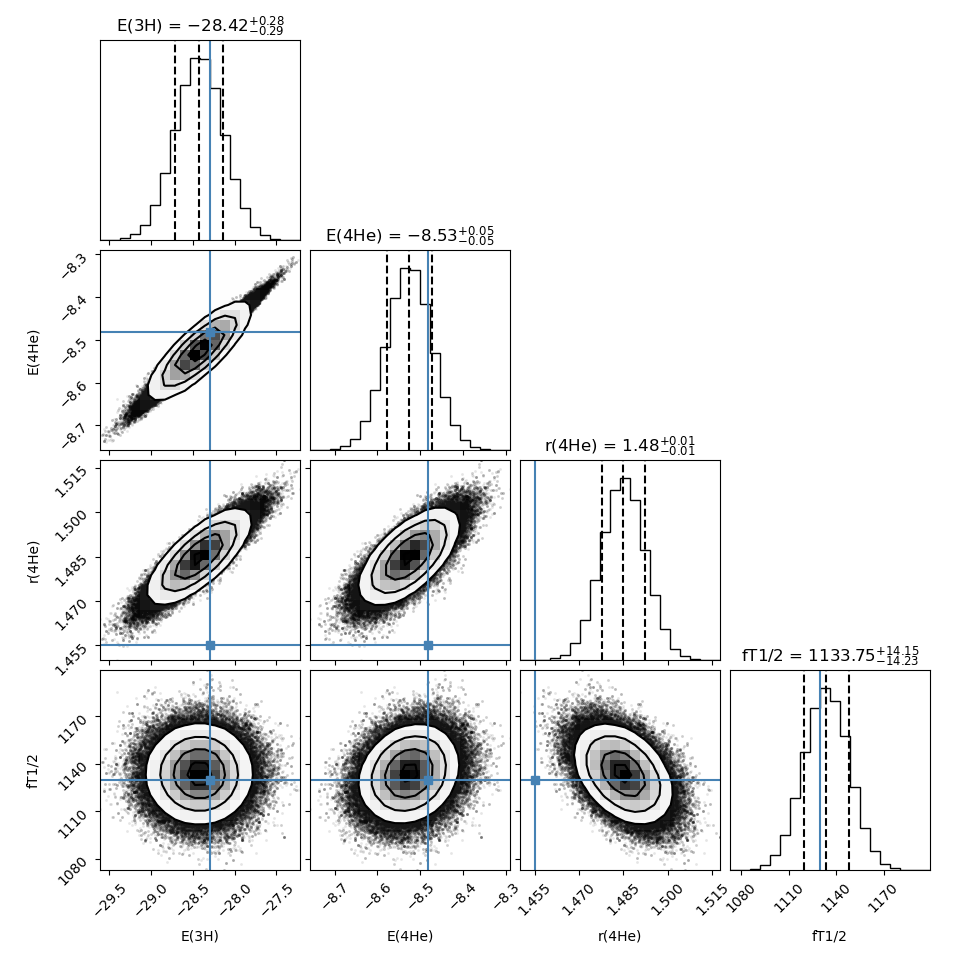 E(3H) = −28.42+0.28−0.29
E(4He) = −8.53+0.05−0.05
−8.3
−8.4
−8.5
−8.6
−8.7
E(4He)
r(4He) = 1.48+0.01−0.01
1.515
1.500
1.485
1.470
1.455
r(4He)
fT1/2 = 1133.75+14.15−14.23
1170
1140
1110
1080
fT1/2
−29.5 −29.0 −28.5 −28.0 −27.5
−8.7 −8.6 −8.5 −8.4 −8.3
1.455 1.470 1.485 1.500 1.515
1080 1110 1140 1170
E(3H) E(4He) r(4He) fT1/2